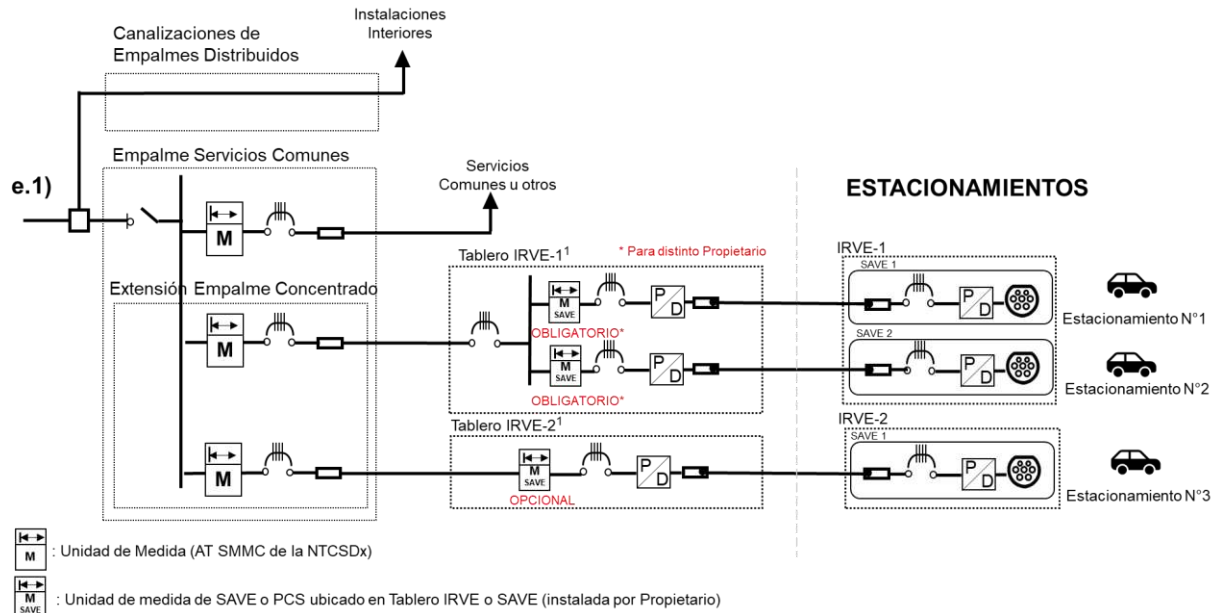 Instalaciones
Interiores
Canalizaciones de
Empalmes Distribuidos
Empalme Servicios Comunes
e.1)
Servicios
Comunes u otros
ESTACIONAMIENTOS
M
Tablero IRVE-1¹
* Para distinto Propietario
IRVE-1
SAVE 1
Extensión Empalme Concentrado
M
SAVE
P
D
P
D
Estacionamiento N°1
OBLIGATORIO*
M
SAVE 2
M
SAVE
P
D
P
D
Estacionamiento N°2
OBLIGATORIO*
Tablero IRVE-2¹
IRVE-2
SAVE 1
M
M
SAVE
P
D
P
D
OPCIONAL
Estacionamiento N°3
M
: Unidad de Medida (AT SMMC de la NTCSDx)
M
SAVE
: Unidad de medida de SAVE o PCS ubicado en Tablero IRVE o SAVE (instalada por Propietario)